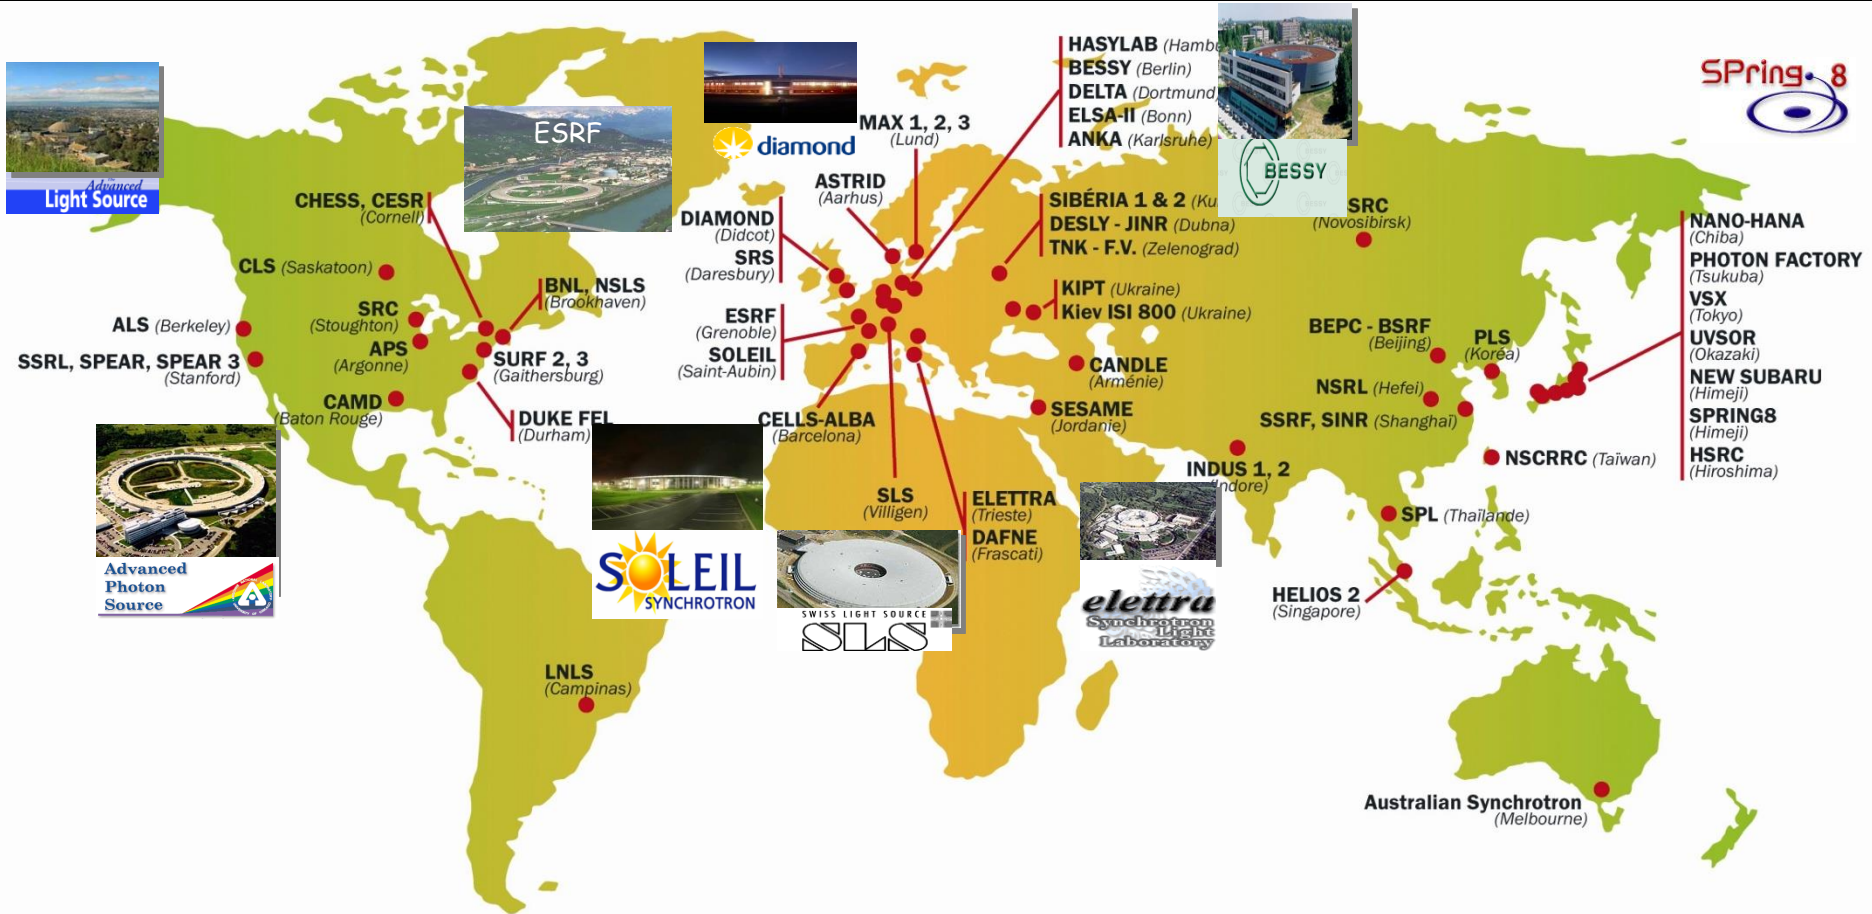 HASYLAB (Hambu
BESSY (Berlin)
DELTA (Dortmund)
ELSA-II (Bonn)
ANKA (Karlsruhe)
SPring-8
ESRF
diamond
MAX 1, 2, 3
(Lund)
BESSY
Advanced
Light Source
CHESS, CESR
(Cornell)
ASTRID
(Aarhus)
DIAMOND
(Didcot)
SRS
(Daresbury)
SIBÉRIA 1 & 2 (Ku
DESLY - JINR (Dubna)
TNK - F.V. (Zelenograd)
SRC
(Novosibirsk)
NANO-HANA
(Chiba)
PHOTON FACTORY
(Tsukuba)
VSX
(Tokyo)
UVSOR
(Okazaki)
NEW SUBARU
(Himeji)
SPRING8
(Himeji)
HSRC
(Hiroshima)
CLS (Saskatoon)
BNL, NSLS
(Brookhaven)
KIPT (Ukraine)
Kiev ISI 800 (Ukraine)
SRC
(Stoughton)
ALS (Berkeley)
APS
(Argonne)
SSRL, SPEAR, SPEAR 3
(Stanford)
SURF 2, 3
(Gaithersburg)
ESRF
(Grenoble)
SOLEIL
(Saint-Aubin)
BEPC - BSRF
(Beijing)
PLS
(Koréa)
CANDLE
(Arménie)
NSRL (Hefei)
CAMD
(Baton Rouge)
DUKE FEL
(Durham)
CELLS-ALBA
(Barcelona)
SESAME
(Jordanie)
SSRF, SINR (Shanghaï)
NSCRRC (Taïwan)
INDUS 1, 2
(Indore)
SLS
(Villigen)
ELETTRA
(Trieste)
DAFNE
(Frascati)
SPL (Thaïlande)
Advanced
Photon
Source
SOLEIL
SYNCHROTRON
SWISS LIGHT SOURCE
SLS
elettra
Synchrotron
Light
Laboratory
HELIOS 2
(Singapore)
LNLS
(Campinas)
Australian Synchrotron
(Melbourne)